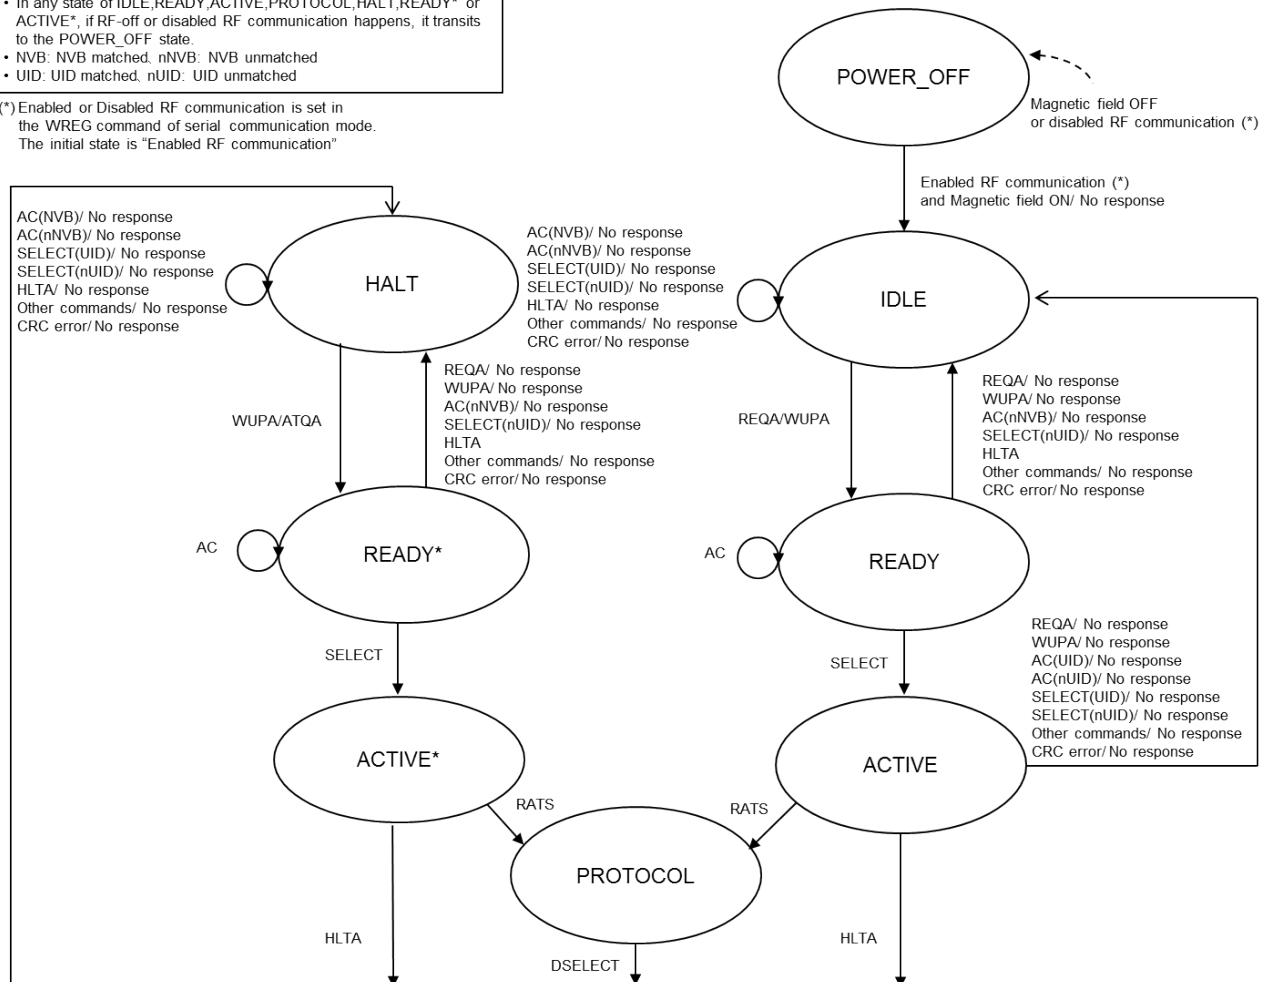 • In any state of IDLE,READY,ACTIVE,PROTOCOL,HALT,READY* or
ACTIVE*, if RF-off or disabled RF communication happens, it transits
to the POWER_OFF state.
• NVB: NVB matched、nNVB: NVB unmatched
• UID: UID matched、nUID: UID unmatched
(*) Enabled or Disabled RF communication is set in
the WREG command of serial communication mode.
The initial state is “Enabled RF communication”
POWER_OFF
Magnetic field OFF
or disabled RF communication (*)
Enabled RF communication (*)
and Magnetic field ON/ No response
AC(NVB)/ No response
AC(nNVB)/ No response
SELECT(UID)/ No response
SELECT(nUID)/ No response
HLTA/ No response
Other commands/ No response
CRC error/ No response
HALT
AC(NVB)/ No response
AC(nNVB)/ No response
SELECT(UID)/ No response
SELECT(nUID)/ No response
HLTA/ No response
Other commands/ No response
CRC error/ No response
IDLE
WUPA/ATQA
REQA/ No response
WUPA/ No response
AC(nNVB)/ No response
SELECT(nUID)/ No response
HLTA
Other commands/ No response
CRC error/ No response
REQA/WUPA
REQA/ No response
WUPA/ No response
AC(nNVB)/ No response
SELECT(nUID)/ No response
HLTA
Other commands/ No response
CRC error/ No response
AC
READY*
AC
READY
SELECT
SELECT
REQA/ No response
WUPA/ No response
AC(UID)/ No response
AC(nUID)/ No response
SELECT(UID)/ No response
SELECT(nUID)/ No response
Other commands/ No response
CRC error/ No response
ACTIVE*
ACTIVE
RATS
RATS
PROTOCOL
HLTA
DSELECT
HLTA